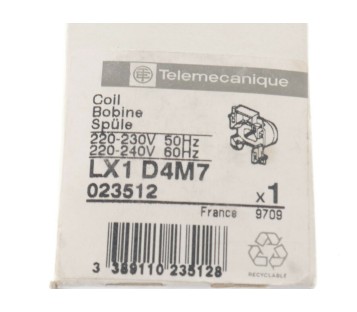 Telemecanique
Coil
Bobine
Spüle
220-230V 50Hz
220-240V 60Hz
LX1 D4M7
023512 x1
France 9709
3 389110 235128
RECYCLABLE